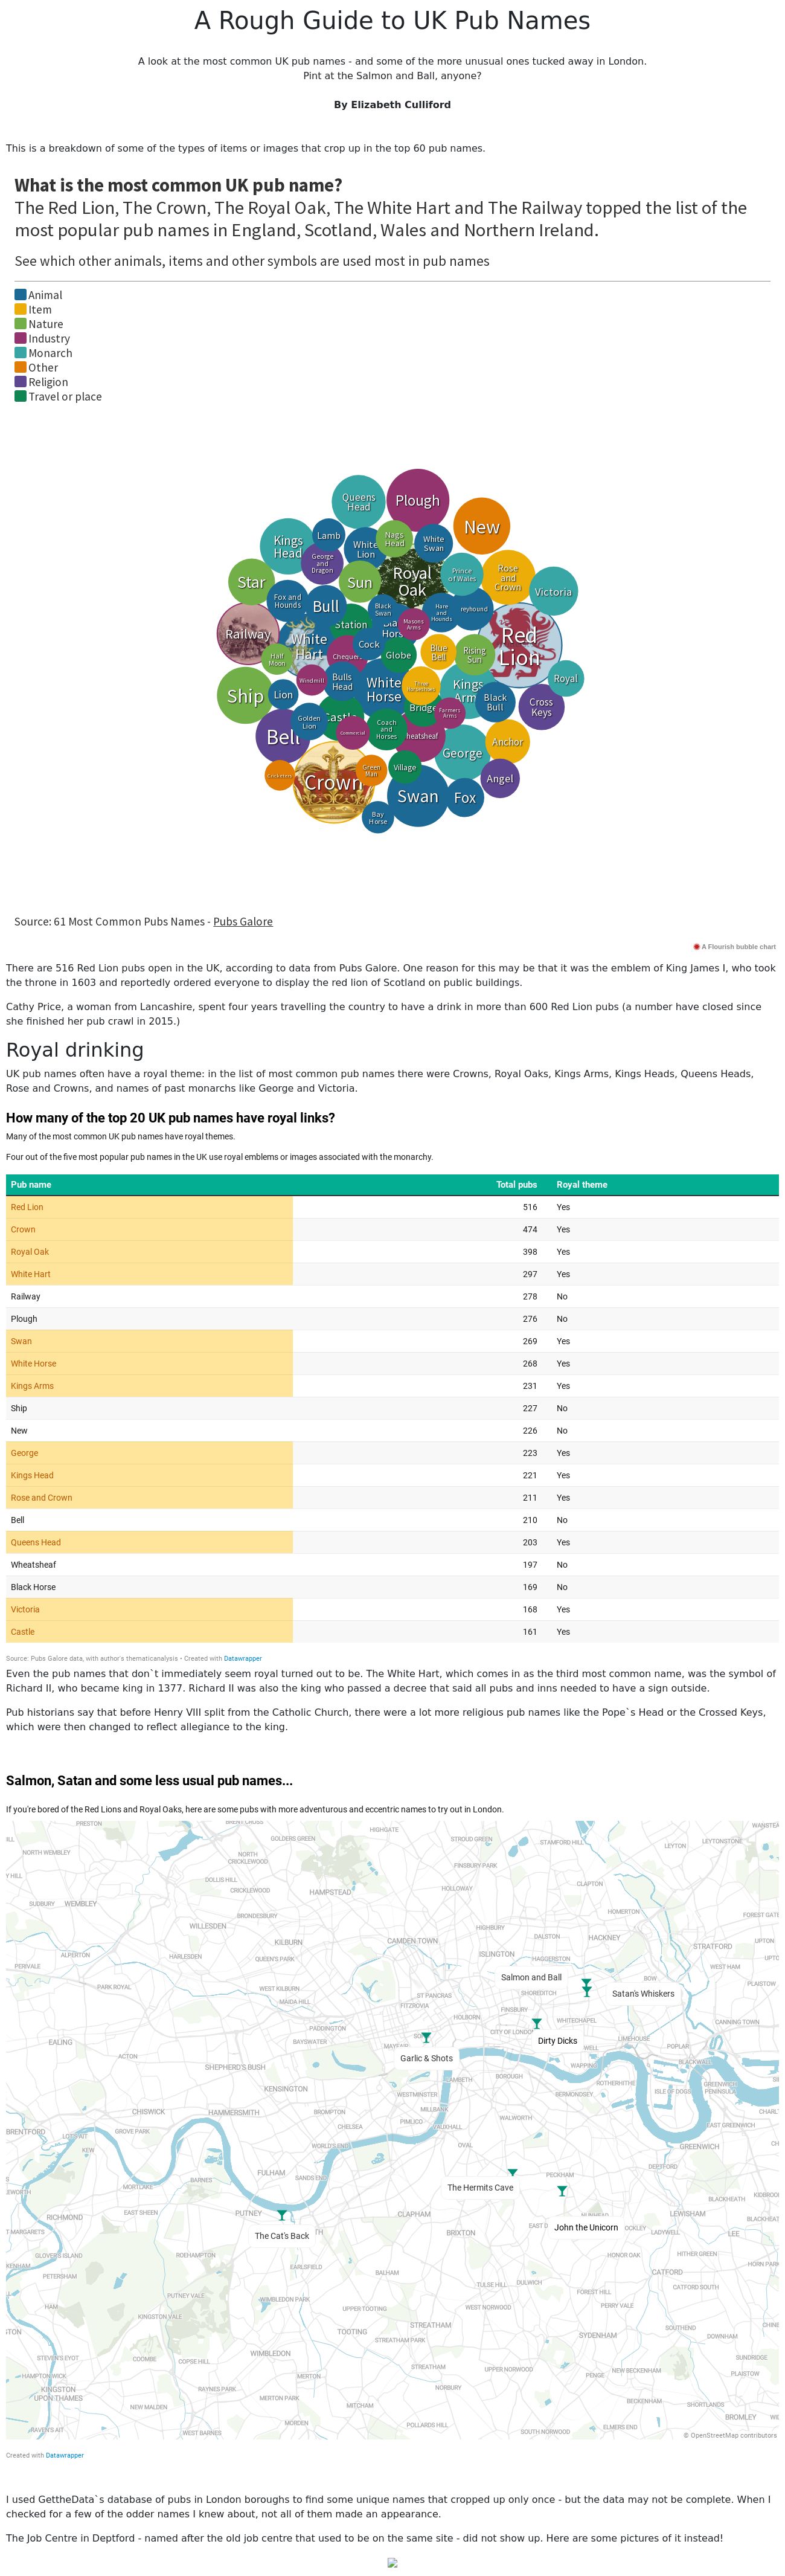 A Rough Guide to UK Pub Names
A look at the most common UK pub names - and some of the more unusual ones tucked away in London.
Pint at the Salmon and Ball, anyone?
By Elizabeth Culliford
This is a breakdown of some of the types of items or images that crop up in the top 60 pub names.
What is the most common UK pub name?
The Red Lion, The Crown, The Royal Oak, The White Hart and The Railway topped the list of the
most popular pub names in England, Scotland, Wales and Northern Ireland.
See which other animals, items and other symbols are used most in pub names
Animal
Item
Nature
Industry
Monarch
Other
Religion
Travel or place
Queens
Head
Plough
New
Kings
Head
Lamb
White
Lion
Nags
Head
White
Swan
George
and
Dragon
Star
Sun
Royal
Oak
Prince
of Wales
Rose
and
Crown
Victoria
Fox and
Hounds
Bull
Black
Swan
Hare
and
Hounds
reyhound
Station
Masons
Arms
Railway
White
Hart
Cock
Red
Lion
Half
Moon
Globe
Blue
Bell
Rising
Sun
Windmill
Bulls
Head
White
Horse
Royal
Ship
Lion
Kings
Arm
Black
Bull
Cross
Keys
Golden
Lion
Castle
Coach
and
Horses
Bridge
Farmers
Arms
Bell
Commercial
heatsheaf
Anchor
George
Cricketers
Crown
Green
Man
Village
Angel
Swan
Fox
Bay
Horse
Source: 61 Most Common Pubs Names - Pubs Galore
A Flourish bubble chart
There are 516 Red Lion pubs open in the UK, according to data from Pubs Galore. One reason for this may be that it was the emblem of King James I, who took
the throne in 1603 and reportedly ordered everyone to display the red lion of Scotland on public buildings.
Cathy Price, a woman from Lancashire, spent four years travelling the country to have a drink in more than 600 Red Lion pubs (a number have closed since
she finished her pub crawl in 2015.)
Royal drinking
UK pub names often have a royal theme: in the list of most common pub names there were Crowns, Royal Oaks, Kings Arms, Kings Heads, Queens Heads,
Rose and Crowns, and names of past monarchs like George and Victoria.
How many of the top 20 UK pub names have royal links?
Many of the most common UK pub names have royal themes.
Four out of the five most popular pub names in the UK use royal emblems or images associated with the monarchy.
Pub name Total pubs Royal theme
Red Lion 516 Yes
Crown 474 Yes
Royal Oak 398 Yes
White Hart 297 Yes
Railway 278 No
Plough 276 No
Swan 269 Yes
White Horse 268 Yes
Kings Arms 231 Yes
Ship 227 No
New 226 No
George 223 Yes
Kings Head 221 Yes
Rose and Crown 211 Yes
Bell 210 No
Queens Head 203 Yes
Wheatsheaf 197 No
Black Horse 169 No
Victoria 168 Yes
Castle 161 Yes
Source: Pubs Galore data, with author's thematicanalysis • Created with Datawrapper
Even the pub names that don`t immediately seem royal turned out to be. The White Hart, which comes in as the third most common name, was the symbol of
Richard II, who became king in 1377. Richard II was also the king who passed a decree that said all pubs and inns needed to have a sign outside.
Pub historians say that before Henry VIII split from the Catholic Church, there were a lot more religious pub names like the Pope`s Head or the Crossed Keys,
which were then changed to reflect allegiance to the king.
Salmon, Satan and some less usual pub names...
If you're bored of the Red Lions and Royal Oaks, here are some pubs with more adventurous and eccentric names to try out in London.
PRESTON
HIGHGATE
GOLDERS GREEN
STROUD GREEN
STAMFORD HILL
LEYTON
LEYTONSTONE
NORTH WEMBLEY
NORTH
CRICKLEWOOD
FINSBURY PARK
DOLLIS HILL
CRICKLEWOOD
HAMPSTEAD
HOLLOWAY
CLAPTON
SUDBURY
WEMBLEY
HOMERTON
BRONDESBURY
WILLESDEN
HIGHBURY
KILBURN
CAMDEN TOWN
DALSTON
HACKNEY
STRATFORD
UPTON
ALPERTON
HARLESDEN
QUEEN'S PARK
ISLINGTON
HAGGERSTON
PERIVALE
WEST HAM
PARK ROYAL
WEST KILBURN
Salmon and Ball
BOW
PLAISTOW
ST PANCRAS
SHOREDITCH
Satan's Whiskers
MAIDA HILL
FITZROVIA
FINSBURY
HOLBORN
WHITECHAPEL
CANNING TOWN
PADDINGTON
CITY OF LONDON
EALING
BAYSWATER
Dirty Dicks
LIMEHOUSE
POPLAR
ACTON
Garlic & Shots
WAPPING
BLACKWALL
SHEPHERD'S BUSH
BOROUGH
ROTHERHITHE
KENSINGTON
WESTMINSTER
BERMONDSEY
ISLE OF DOGS
GREENWICH
PENINSULA
CHISWICK
HAMMERSMITH
BROMPTON
MILLBANK
PIMLICO
WALWORTH
CHELSEA
VAUXHALL
EAST GREENWICH
BRENTFORD
GROVE PARK
KEW
WORLD'S END
OVAL
GREENWICH
DEPTFORD
FULHAM
SANDS END
The Hermits Cave
PECKHAM
MORTLAKE
BARNES
BLACKHEATH
RICHMOND
EAST SHEEN
PUTNEY
CLAPHAM
LEWISHAM
The Cat's Back
BRIXTON
John the Unicorn
LADYWELL
LEE
ROEHAMPTON
HONOR OAK
HITHER GREEN
PETERSHAM
EARLSFIELD
BALHAM
CATFORD
TULSE HILL
DULWICH
CATFORD SOUTH
PUTNEY VALE
WIMBLEDON PARK
FOREST HILL
HAM
UPPER TOOTING
WEST NORWOOD
PERRY VALE
KINGSTON VALE
TOOTING
STREATHAM
SYDENHAM
SOUTHEND
DOWNHAM
STREATHAM PARK
WIMBLEDON
COOMBE
COPSE HILL
STREATHAM
UPPER NORWOOD
NEW BECKENHAM
PENGE
PLAISTOW
KINGSTON
UPON THAMES
RAYNES PARK
MERTON
NORBURY
MERTON PARK
BECKENHAM
SHORTLANDS
NEW MALDEN
MITCHAM
BROMLEY
MORDEN
POLLARDS HILL
ELMERS END
WEST BARNES
SOUTH NORWOOD
RAVEN'S AIT
© OpenStreetMap contributors
Created with Datawrapper
I used GettheData`s database of pubs in London boroughs to find some unique names that cropped up only once - but the data may not be complete. When I
checked for a few of the odder names I knew about, not all of them made an appearance.
The Job Centre in Deptford - named after the old job centre that used to be on the same site - did not show up. Here are some pictures of it instead!